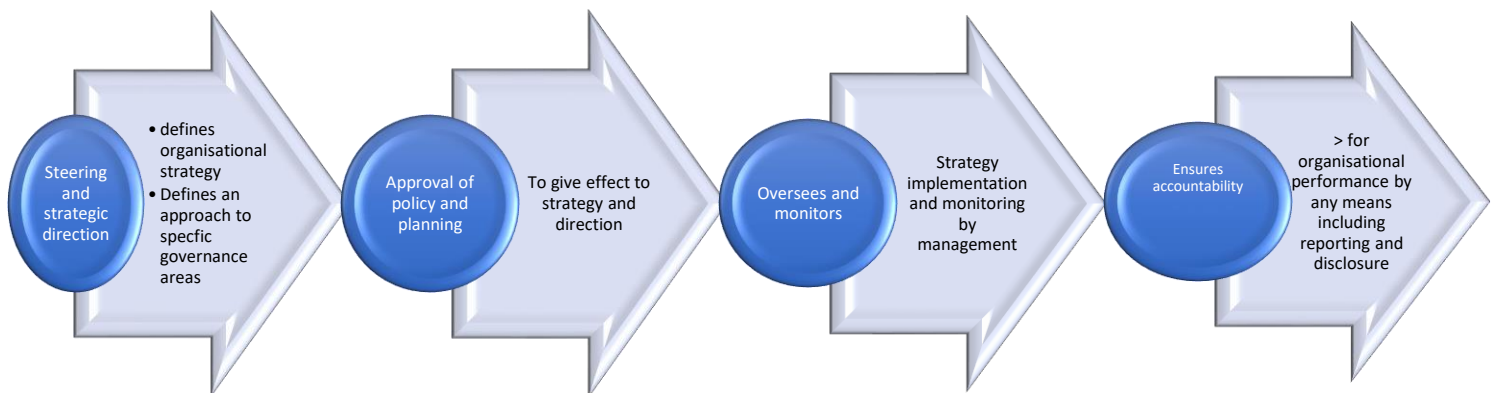 Steering
and
strategic
direction
• defines
organisational
strategy
• Defines an
approach to
specfic
governance
areas
Approval of
policy and
planning
To give effect to
strategy and
direction
Oversees and
monitors
Strategy
implementation
and monitoring
by
management
Ensures
accountability
> for
organisational
performance by
any means
including
reporting and
disclosure